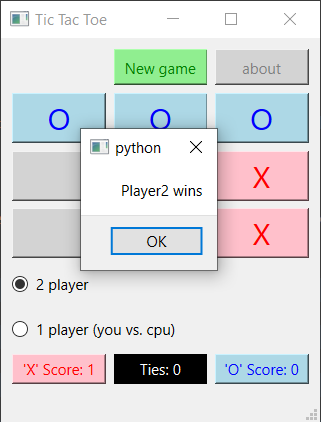 Tic Tac Toe
New game
about
O O O
python
Player2 wins
X
OK
X
2 player
1 player (you vs. cpu)
'X' Score: 1 Ties: 0 'O' Score: 0